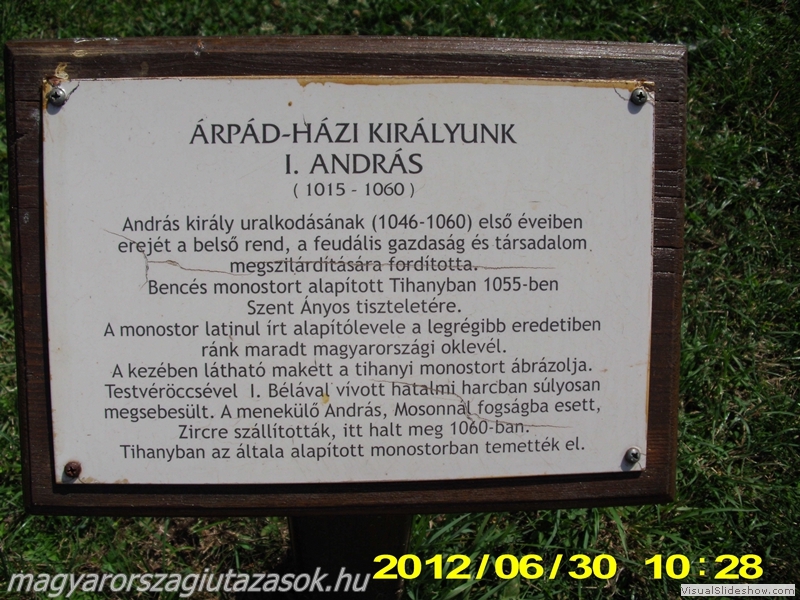 ÁRPÁD-HÁZI KIRÁLYUNK
I. ANDRÁS
( 1015 - 1060 )
András király uralkodásának (1046-1060) első éveiben
erejét a belső rend, a feudális gazdaság és társadalom
megszilárdítására fordította.
Bencés monostort alapított Tihanyban 1055-ben
Szent Ányos tiszteletére.
A monostor latinul írt alapítólevele a legrégibb eredetiben
ránk maradt magyarországi oklevél.
A kezében látható makett a tihanyi monostort ábrázolja.
Testvéröccsével I. Bélával vívott hatalmi harcban súlyosan
megsebesült. A menekülő András, Mosonnál fogságba esett,
Zircre szállították, itt halt meg 1060-ban.
Tihanyban az általa alapított monostorban temették el.
magyarorszagiutazasok.hu
2012/06/30 10:28
VisualSlideshow.com